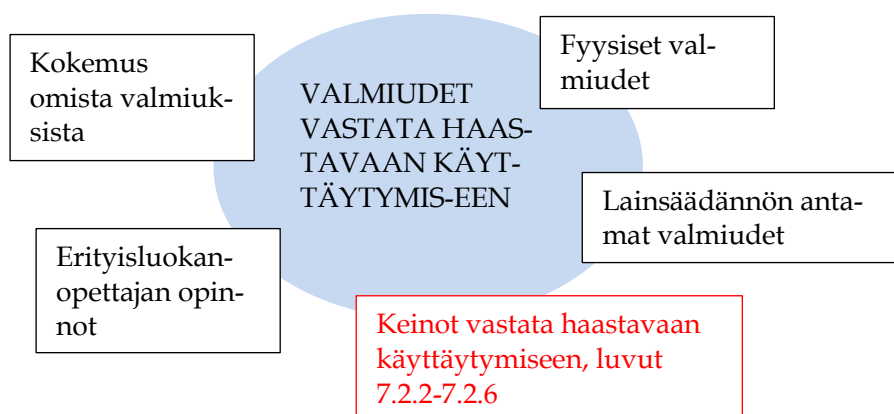 Kokemus
omista valmiuk-
sista
VALMIUDET
VASTATA HAAS-
TAVAAN KÄYT-
TÄYTYMIS-EEN
Fyysiset val-
miudet
Lainsäädännön anta-
mat valmiudet
Erityisluokan-
opettajan opin-
not
Keinot vastata haastavaan
käyttäytymiseen, luvut
7.2.2-7.2.6